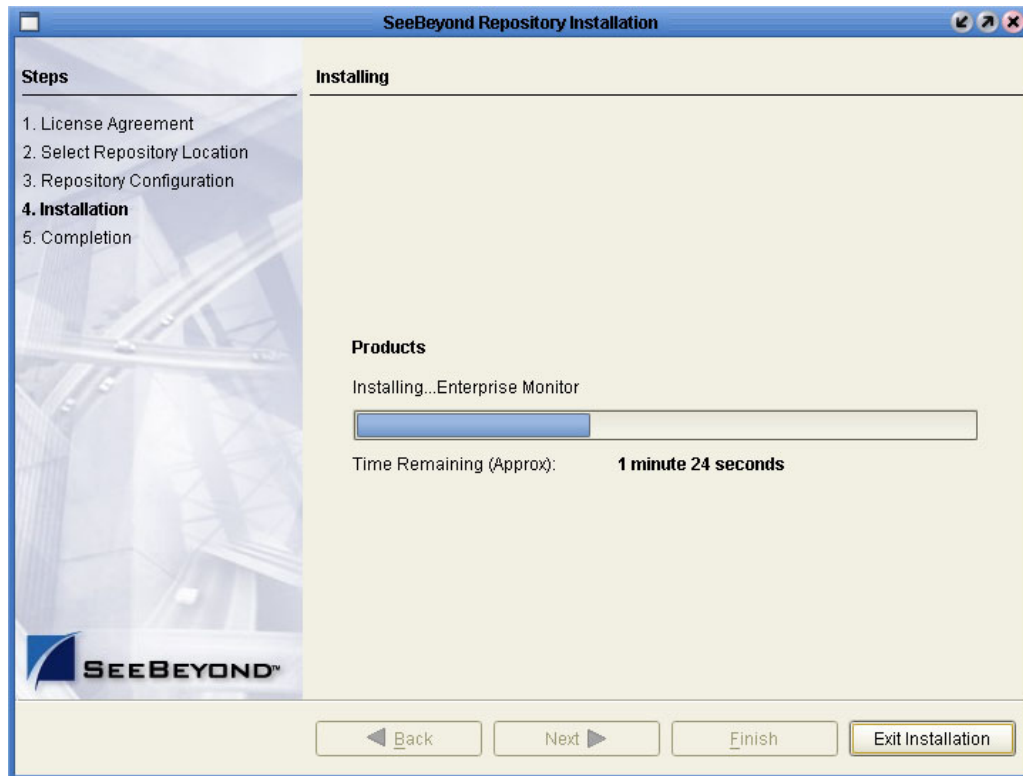 SeeBeyond Repository Installation
Steps
1. License Agreement
2. Select Repository Location
3. Repository Configuration
4. Installation
5. Completion
Installing
Products
Installing...Enterprise Monitor
Time Remaining (Approx): 1 minute 24 seconds
SEEBEYOND™
Back Next Finish Exit Installation